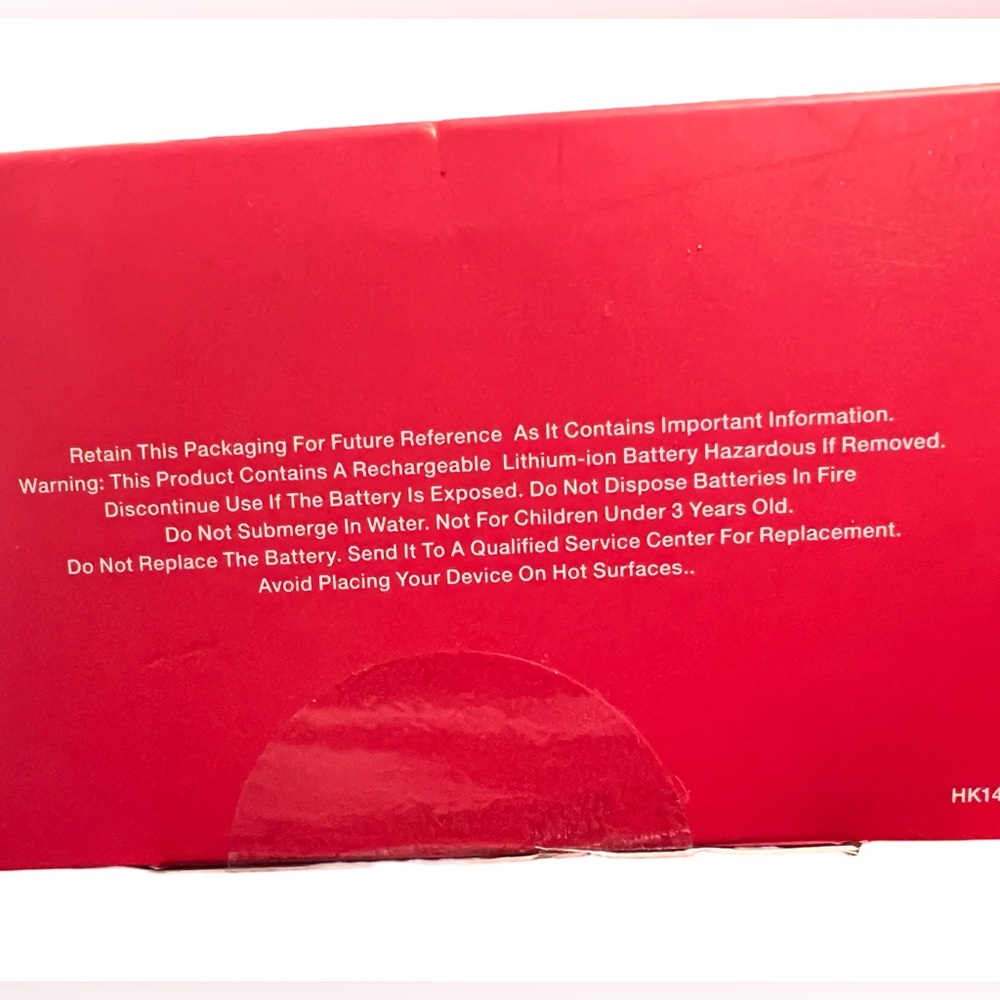 Retain This Packaging For Future Reference As It Contains Important Information.
Warning: This Product Contains A Rechargeable Lithium-ion Battery Hazardous If Removed.
Discontinue Use If The Battery Is Exposed. Do Not Dispose Batteries In Fire
Do Not Submerge In Water. Not For Children Under 3 Years Old.
Do Not Replace The Battery. Send It To A Qualified Service Center For Replacement.
Avoid Placing Your Device On Hot Surfaces..
HK14